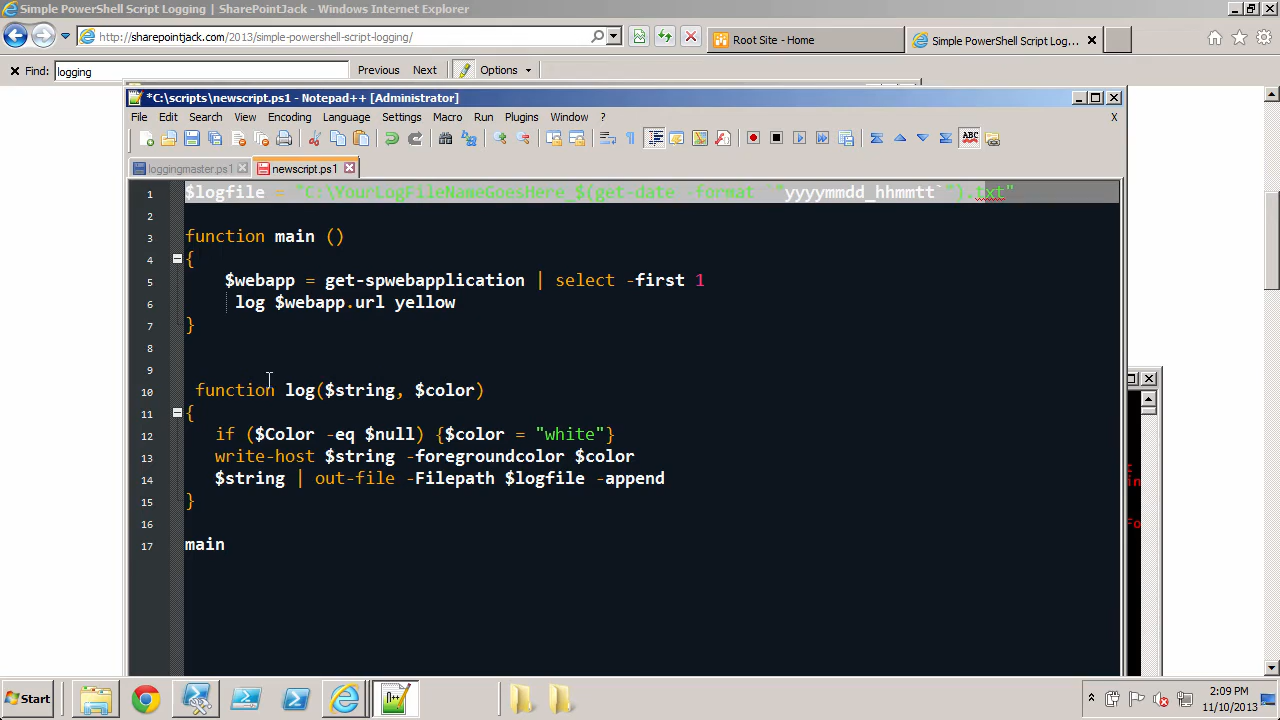 Simple PowerShell Script Logging | SharePointJack - Windows Internet Explorer
http://sharepointjack.com/2013/simple-powershell-script-logging/
Root Site - Home
Simple PowerShell Script Log...
Find: logging
Previous Next Options
*C:\scripts\newscript.ps1 - Notepad++ [Administrator]
File Edit Search View Encoding Language Settings Macro Run Plugins Window ? X
ABC
loggingmaster.ps1 newscript.ps1
1 $logfile = "C:\YourLogFileNameGoesHere_$(get-date -format `"yyyymmdd_hhmmtt`").txt"
2
3 function main ()
4 {
5 $webapp = get-spwebapplication | select -first 1
6 log $webapp.url yellow
7 }
8
9
10 function log($string, $color)
11 {
12 if ($Color -eq $null) {$color = "white"}
13 write-host $string -foregroundcolor $color
14 $string | out-file -Filepath $logfile -append
15 }
16
17 main
in
Fo
Start
2:09 PM
11/10/2013